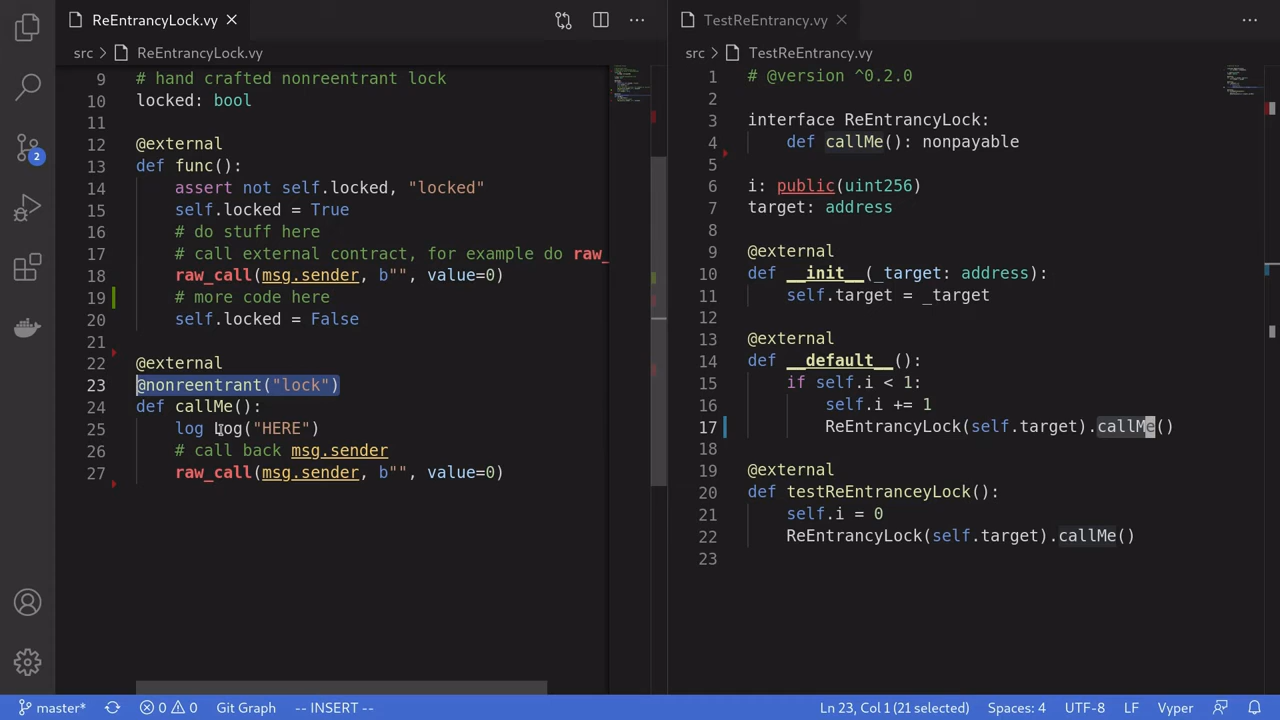 ReEntrancyLock.vy
TestReEntrancy.vy
src > ReEntrancyLock.vy
src > TestReEntrancy.vy
9 # hand crafted nonreentrant lock
10 locked: bool
11
12 @external
13 def func():
14 assert not self.locked, "locked"
15 self.locked = True
16 # do stuff here
17 # call external contract, for example do raw_
18 raw_call(msg.sender, b"", value=0)
19 # more code here
20 self.locked = False
21
22 @external
23 @nonreentrant("lock")
24 def callMe():
25 log Log("HERE")
26 # call back msg.sender
27 raw_call(msg.sender, b"", value=0)
1 # @version ^0.2.0
2
3 interface ReEntrancyLock:
4 def callMe(): nonpayable
5
6 i: public(uint256)
7 target: address
8
9 @external
10 def __init__(_target: address):
11 self.target = _target
12
13 @external
14 def __default__():
15 if self.i < 1:
16 self.i += 1
17 ReEntrancyLock(self.target).callMe()
18
19 @external
20 def testReEntranceyLock():
21 self.i = 0
22 ReEntrancyLock(self.target).callMe()
23
2
master* 0 0 Git Graph -- INSERT -- Ln 23, Col 1 (21 selected) Spaces: 4 UTF-8 LF Vyper